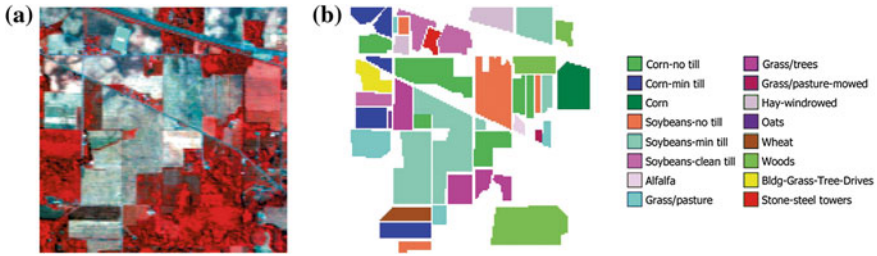 (a)
(b)
Corn-no till
Corn-min till
Corn
Soybeans-no till
Soybeans-min till
Soybeans-clean till
Alfalfa
Grass/pasture
Grass/trees
Grass/pasture-mowed
Hay-windrowed
Oats
Wheat
Woods
Bldg-Grass-Tree-Drives
Stone-steel towers